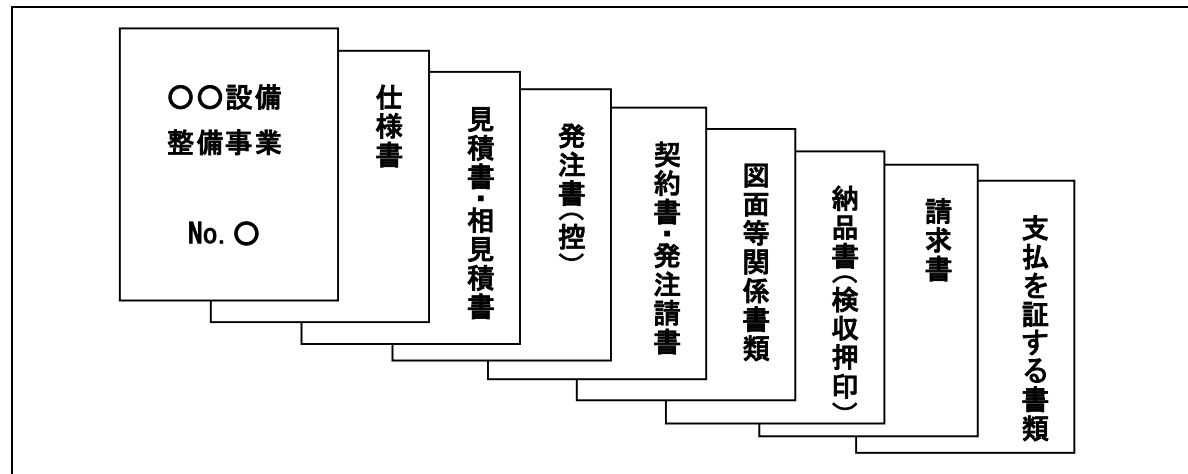 〇〇設備
整備事業
No. 〇
仕様書
見積書・相見積書
発注書(控)
契約書・発注請書
図面等関係書類
納品書(検収押印)
請求書
支払を証する書類